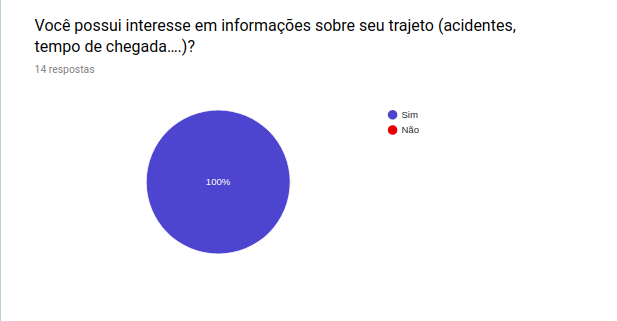 Você possui interesse em informações sobre seu trajeto (acidentes,
tempo de chegada....)?
14 respostas
Sim
Não
100%